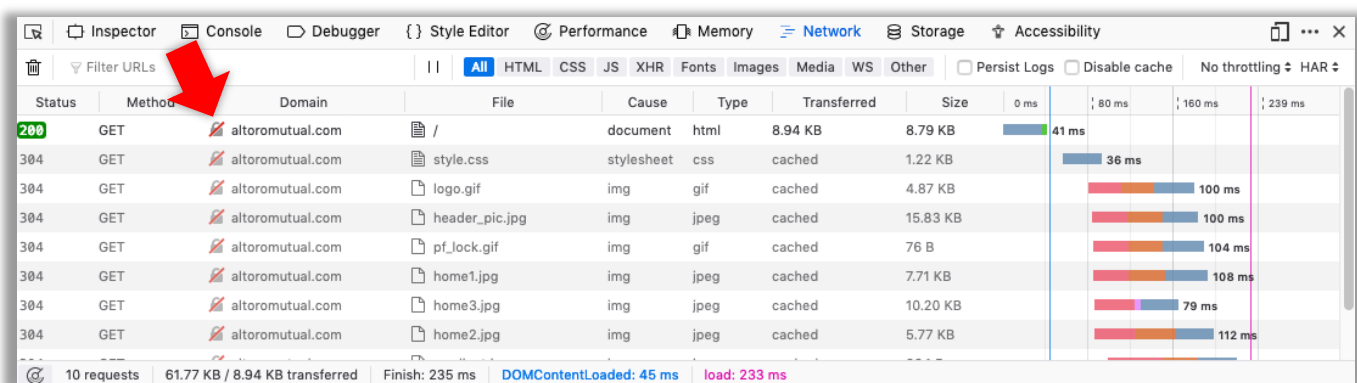 Inspector Console Debugger { } Style Editor Performance Memory Network Storage Accessibility
Filter URLs All HTML CSS JS XHR Fonts Images Media WS Other Persist Logs Disable cache No throttling HAR
Status Method Domain File Cause Type Transferred Size 0 ms 80 ms 160 ms 239 ms
200 GET altoromutual.com / document html 8.94 KB 8.79 KB 41 ms
304 GET altoromutual.com style.css stylesheet css cached 1.22 KB 36 ms
304 GET altoromutual.com logo.gif img gif cached 4.87 KB 100 ms
304 GET altoromutual.com header_pic.jpg img jpeg cached 15.83 KB 100 ms
304 GET altoromutual.com pf_lock.gif img gif cached 76 B 104 ms
304 GET altoromutual.com home1.jpg img jpeg cached 7.71 KB 108 ms
304 GET altoromutual.com home3.jpg img jpeg cached 10.20 KB 79 ms
304 GET altoromutual.com home2.jpg img jpeg cached 5.77 KB 112 ms
10 requests 61.77 KB / 8.94 KB transferred Finish: 235 ms DOMContentLoaded: 45 ms load: 233 ms